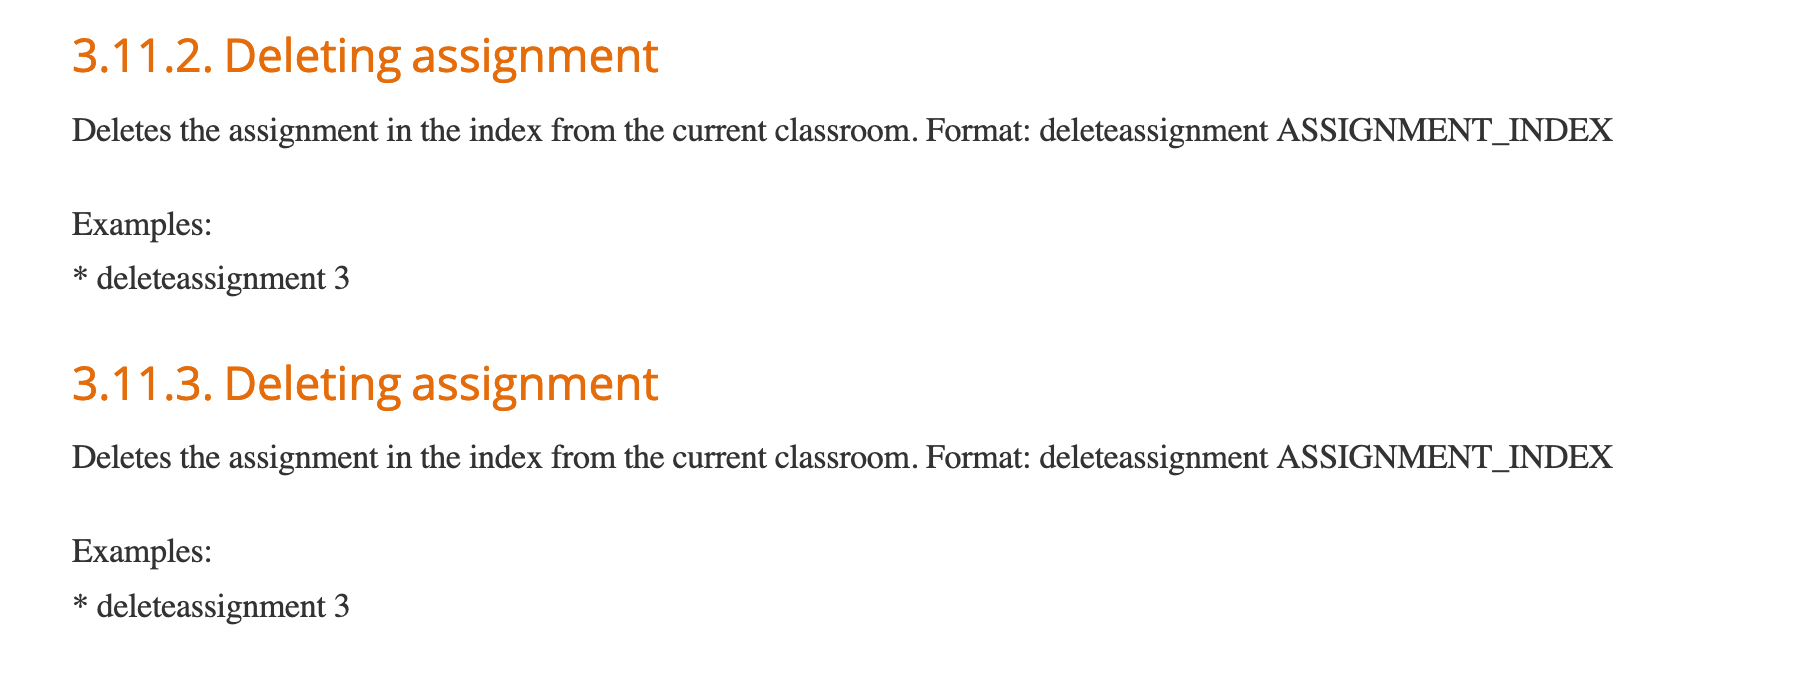 3.11.2. Deleting assignment
Deletes the assignment in the index from the current classroom. Format: deleteassignment ASSIGNMENT_INDEX
Examples:
* deleteassignment 3
3.11.3. Deleting assignment
Deletes the assignment in the index from the current classroom. Format: deleteassignment ASSIGNMENT_INDEX
Examples:
* deleteassignment 3